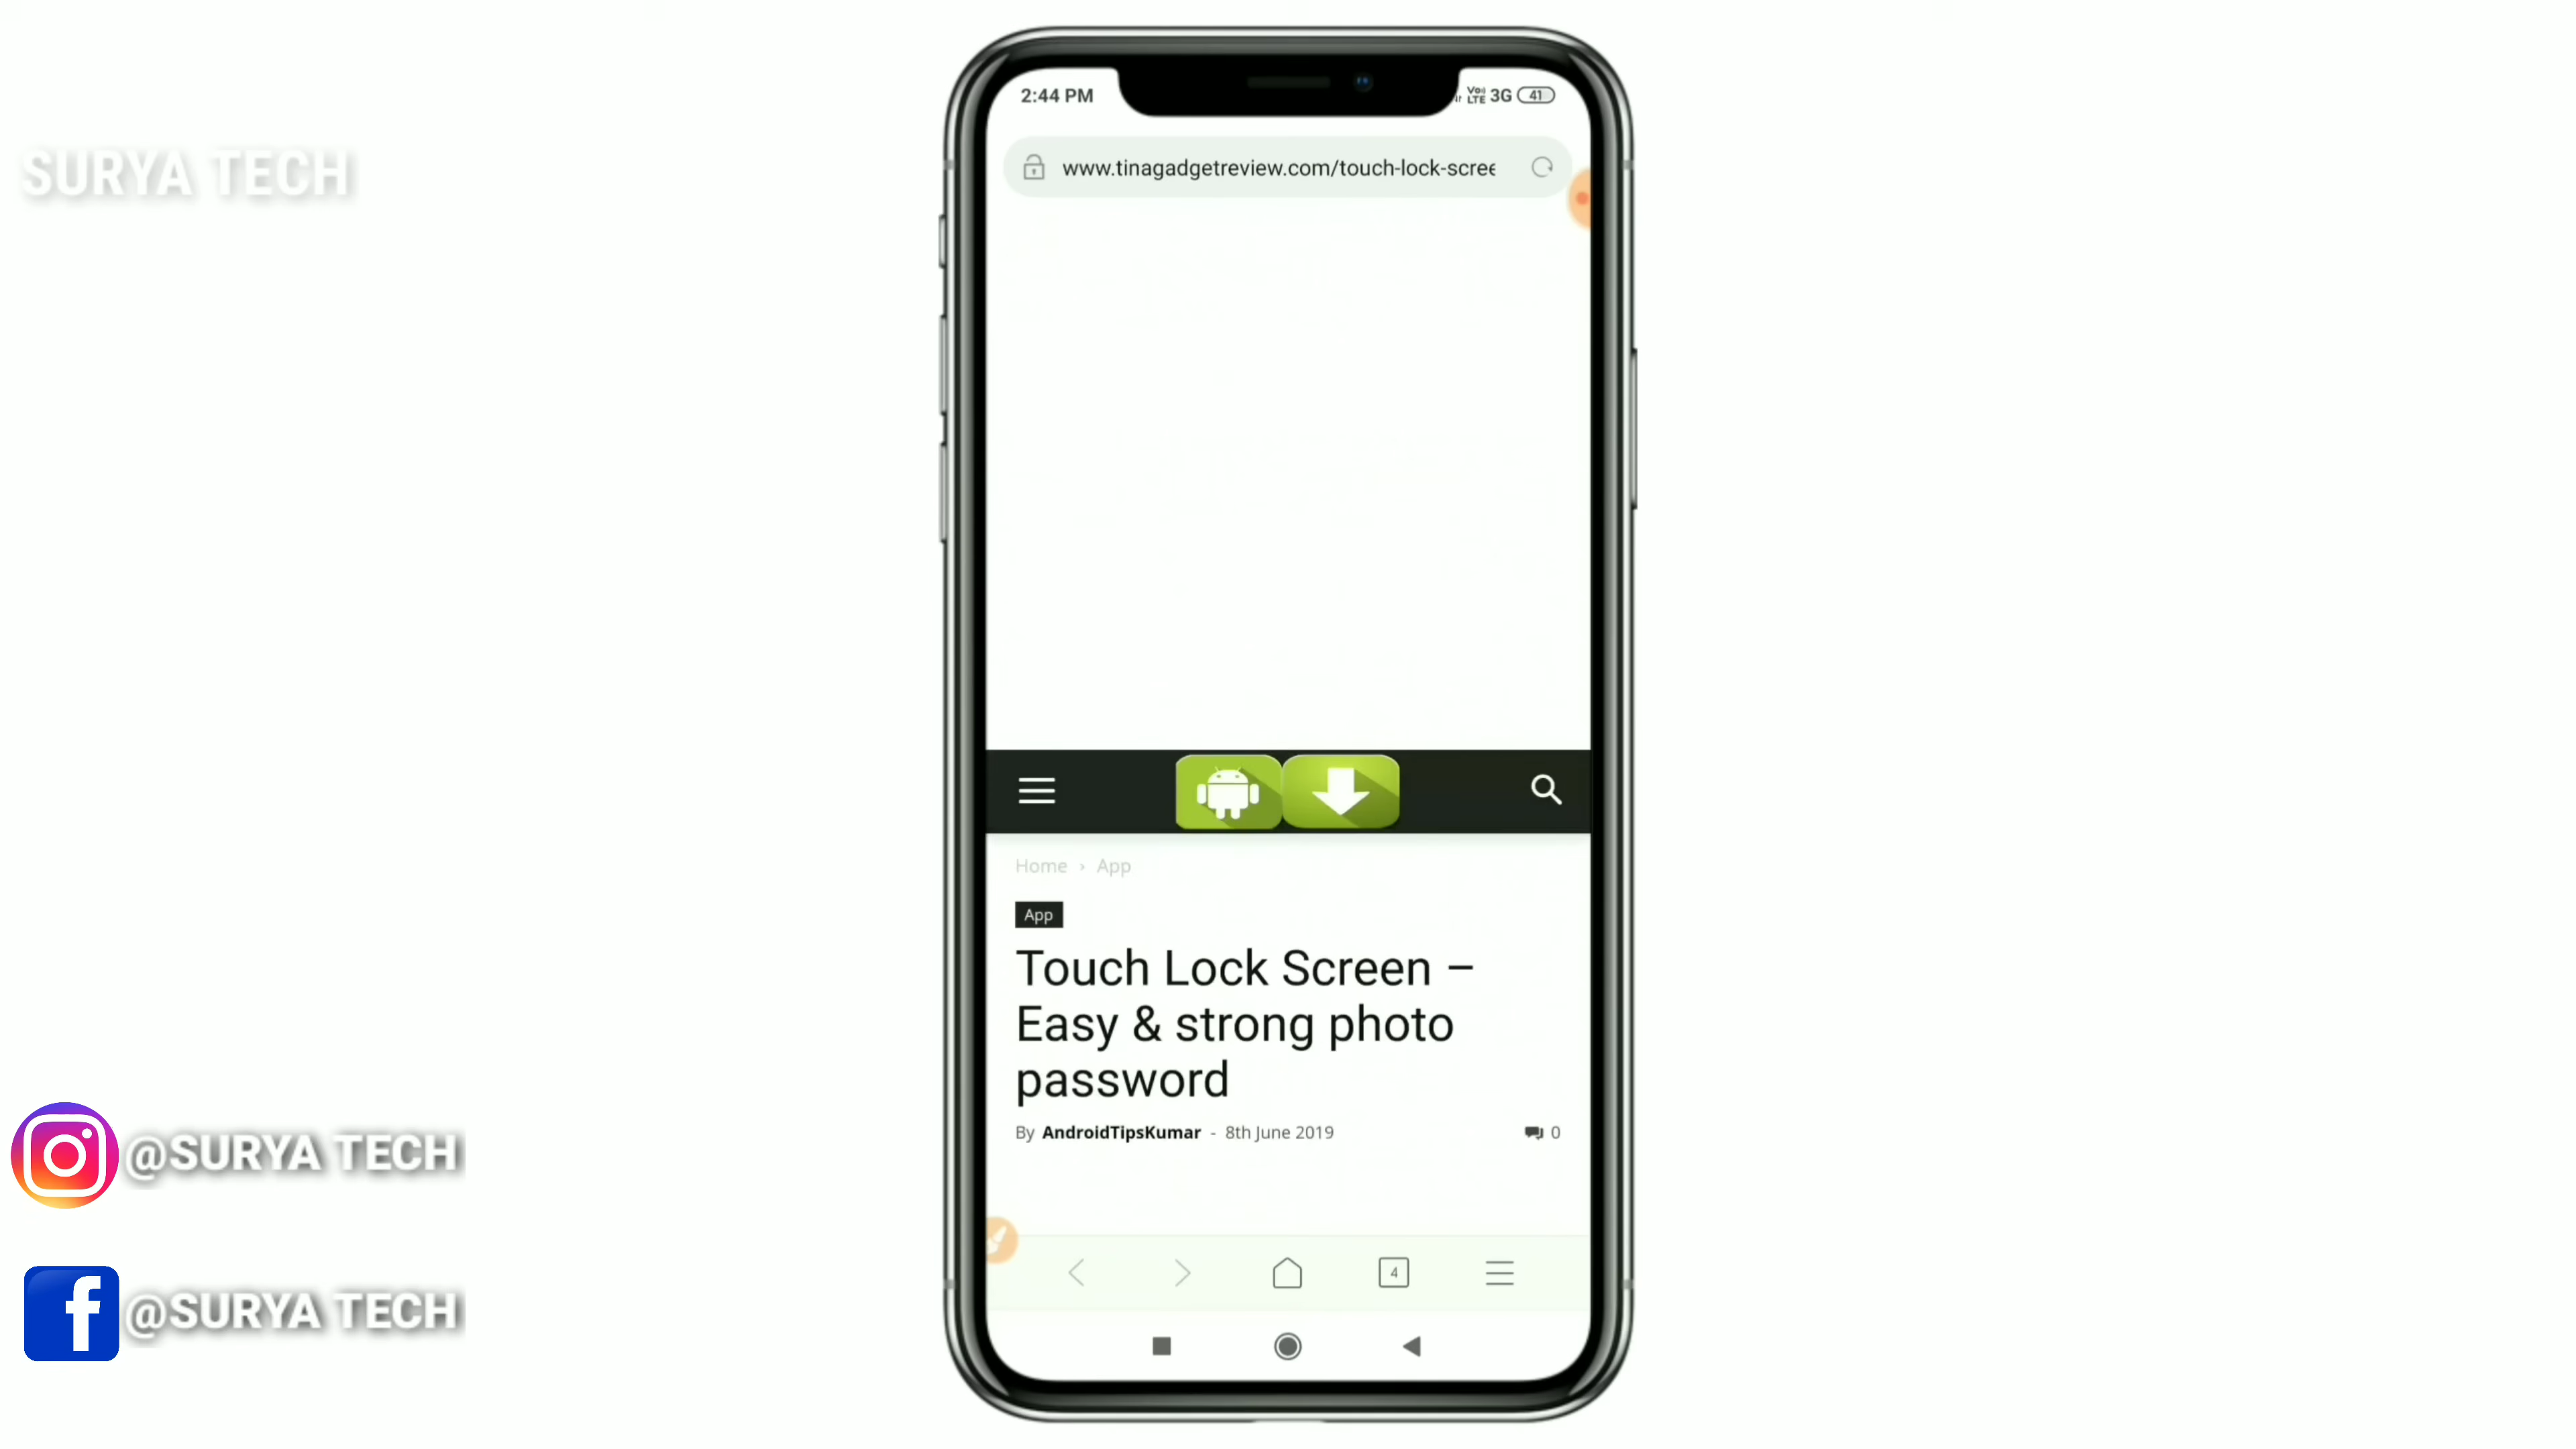 SURYA TECH
2:44 PM
Vo)) LTE 3G 41
www.tinagadgetreview.com/touch-lock-scree
Home › App
App
Touch Lock Screen –
Easy & strong photo
password
By AndroidTipsKumar - 8th June 2019 0
@SURYA TECH
4
@SURYA TECH